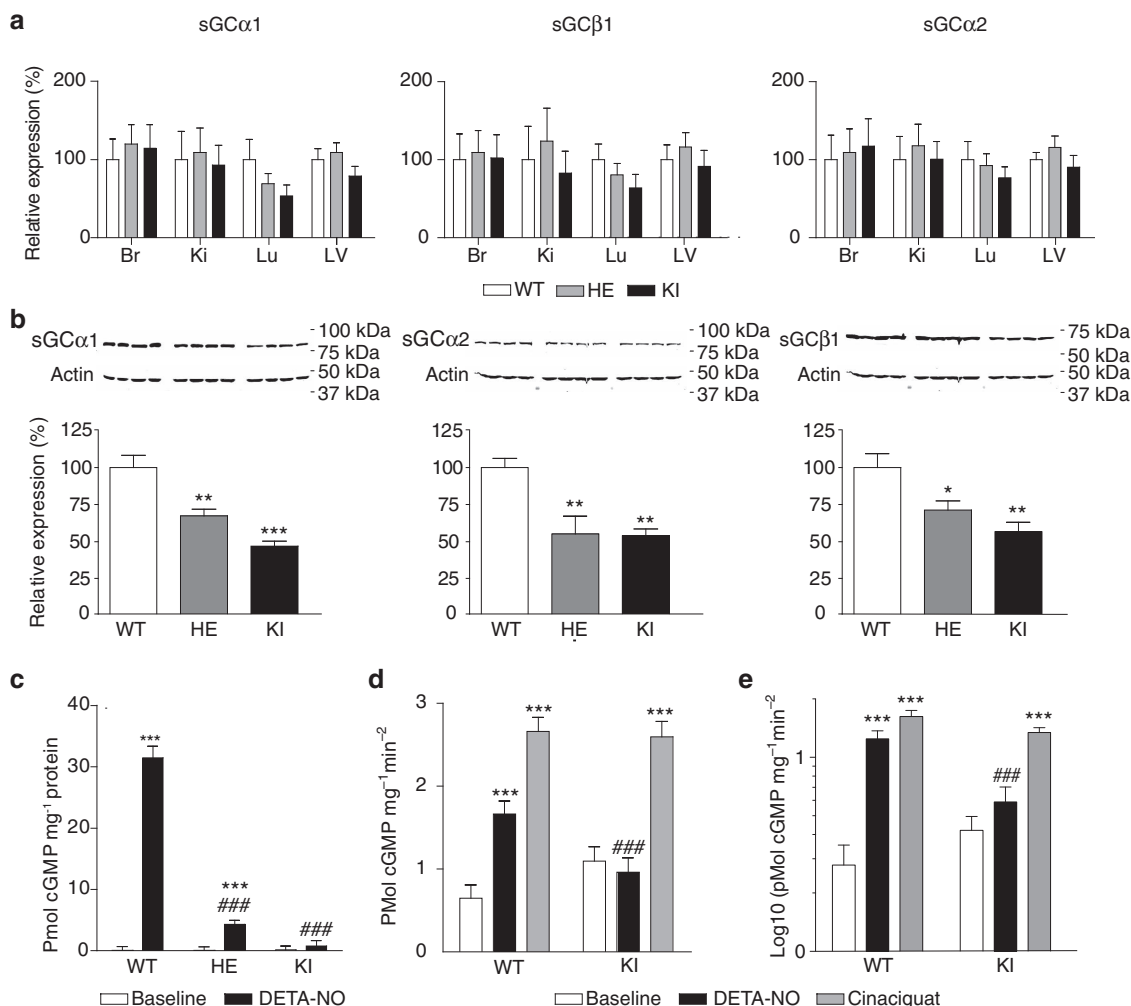 a
sGCα1
sGCβ1
sGCα2
Relative expression (%)
200
100
0
Br Ki Lu LV
200
100
0
Br Ki Lu LV
200
100
0
Br Ki Lu LV
WT HE KI
b
sGCα1
Actin
- 100 kDa
- 75 kDa
- 50 kDa
- 37 kDa
sGCα2
Actin
- 100 kDa
- 75 kDa
- 50 kDa
- 37 kDa
sGCβ1
Actin
- 75 kDa
- 50 kDa
- 50 kDa
- 37 kDa
Relative expression (%)
125
100
75
50
25
0
**
***
WT HE KI
125
100
75
50
25
0
**
**
WT HE KI
125
100
75
50
25
0
*
**
WT HE KI
c
Pmol cGMP mg⁻¹ protein
40
30
20
10
0
***
***
###
###
WT HE KI
Baseline DETA-NO
d
PMol cGMP mg⁻¹min⁻²
3
2
1
0
***
***
###
***
WT KI
e
Log10 (pMol cGMP mg⁻¹min⁻²
1
0
***
***
###
***
WT KI
Baseline DETA-NO Cinaciquat